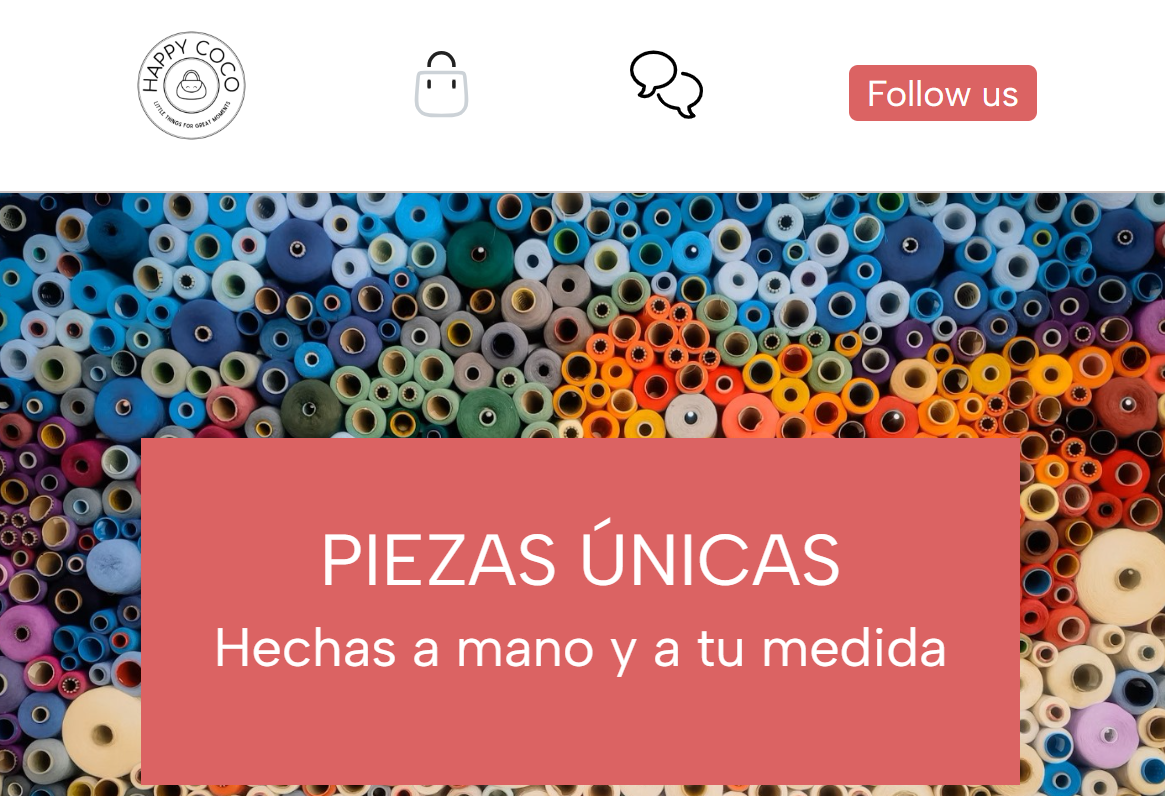 HAPPY COCO
LITTLE THINGS FOR GREAT MOMENTS
Follow us
PIEZAS ÚNICAS
Hechas a mano y a tu medida